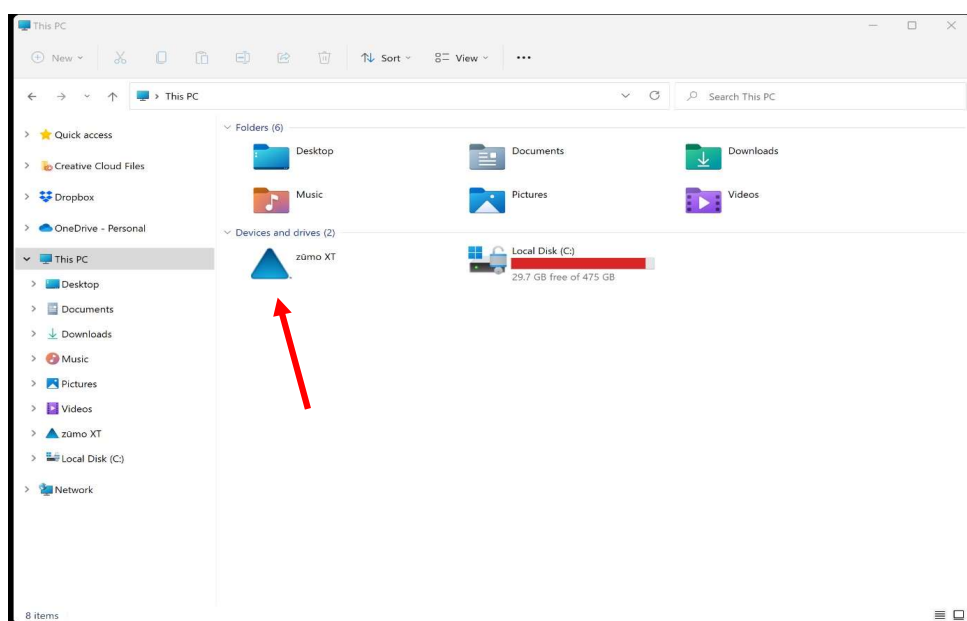 This PC
New
Sort
View
This PC
Search This PC
Quick access
Creative Cloud Files
Dropbox
OneDrive - Personal
This PC
Desktop
Documents
Downloads
Music
Pictures
Videos
zūmo XT
Local Disk (C:)
Network
Folders (6)
Desktop
Documents
Downloads
Music
Pictures
Videos
Devices and drives (2)
zūmo XT
Local Disk (C:)
29.7 GB free of 475 GB
8 items